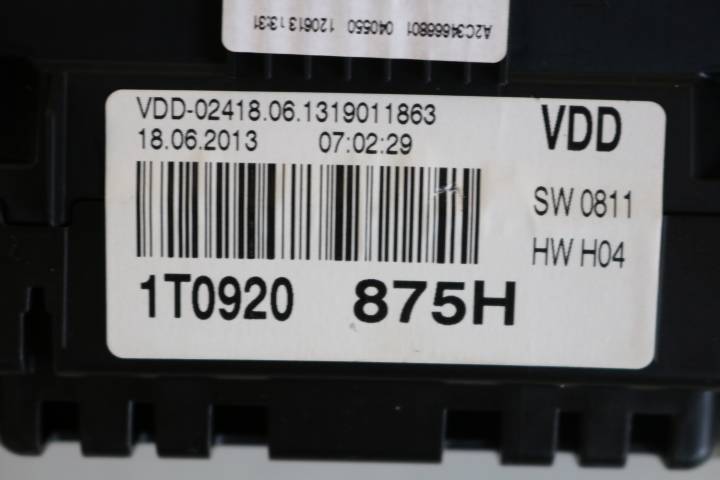 A2C34666801 040550 120613 13:31
VDD-02418.06.1319011863
18.06.2013 07:02:29
VDD
SW 0811
HW H04
1T0920 875H